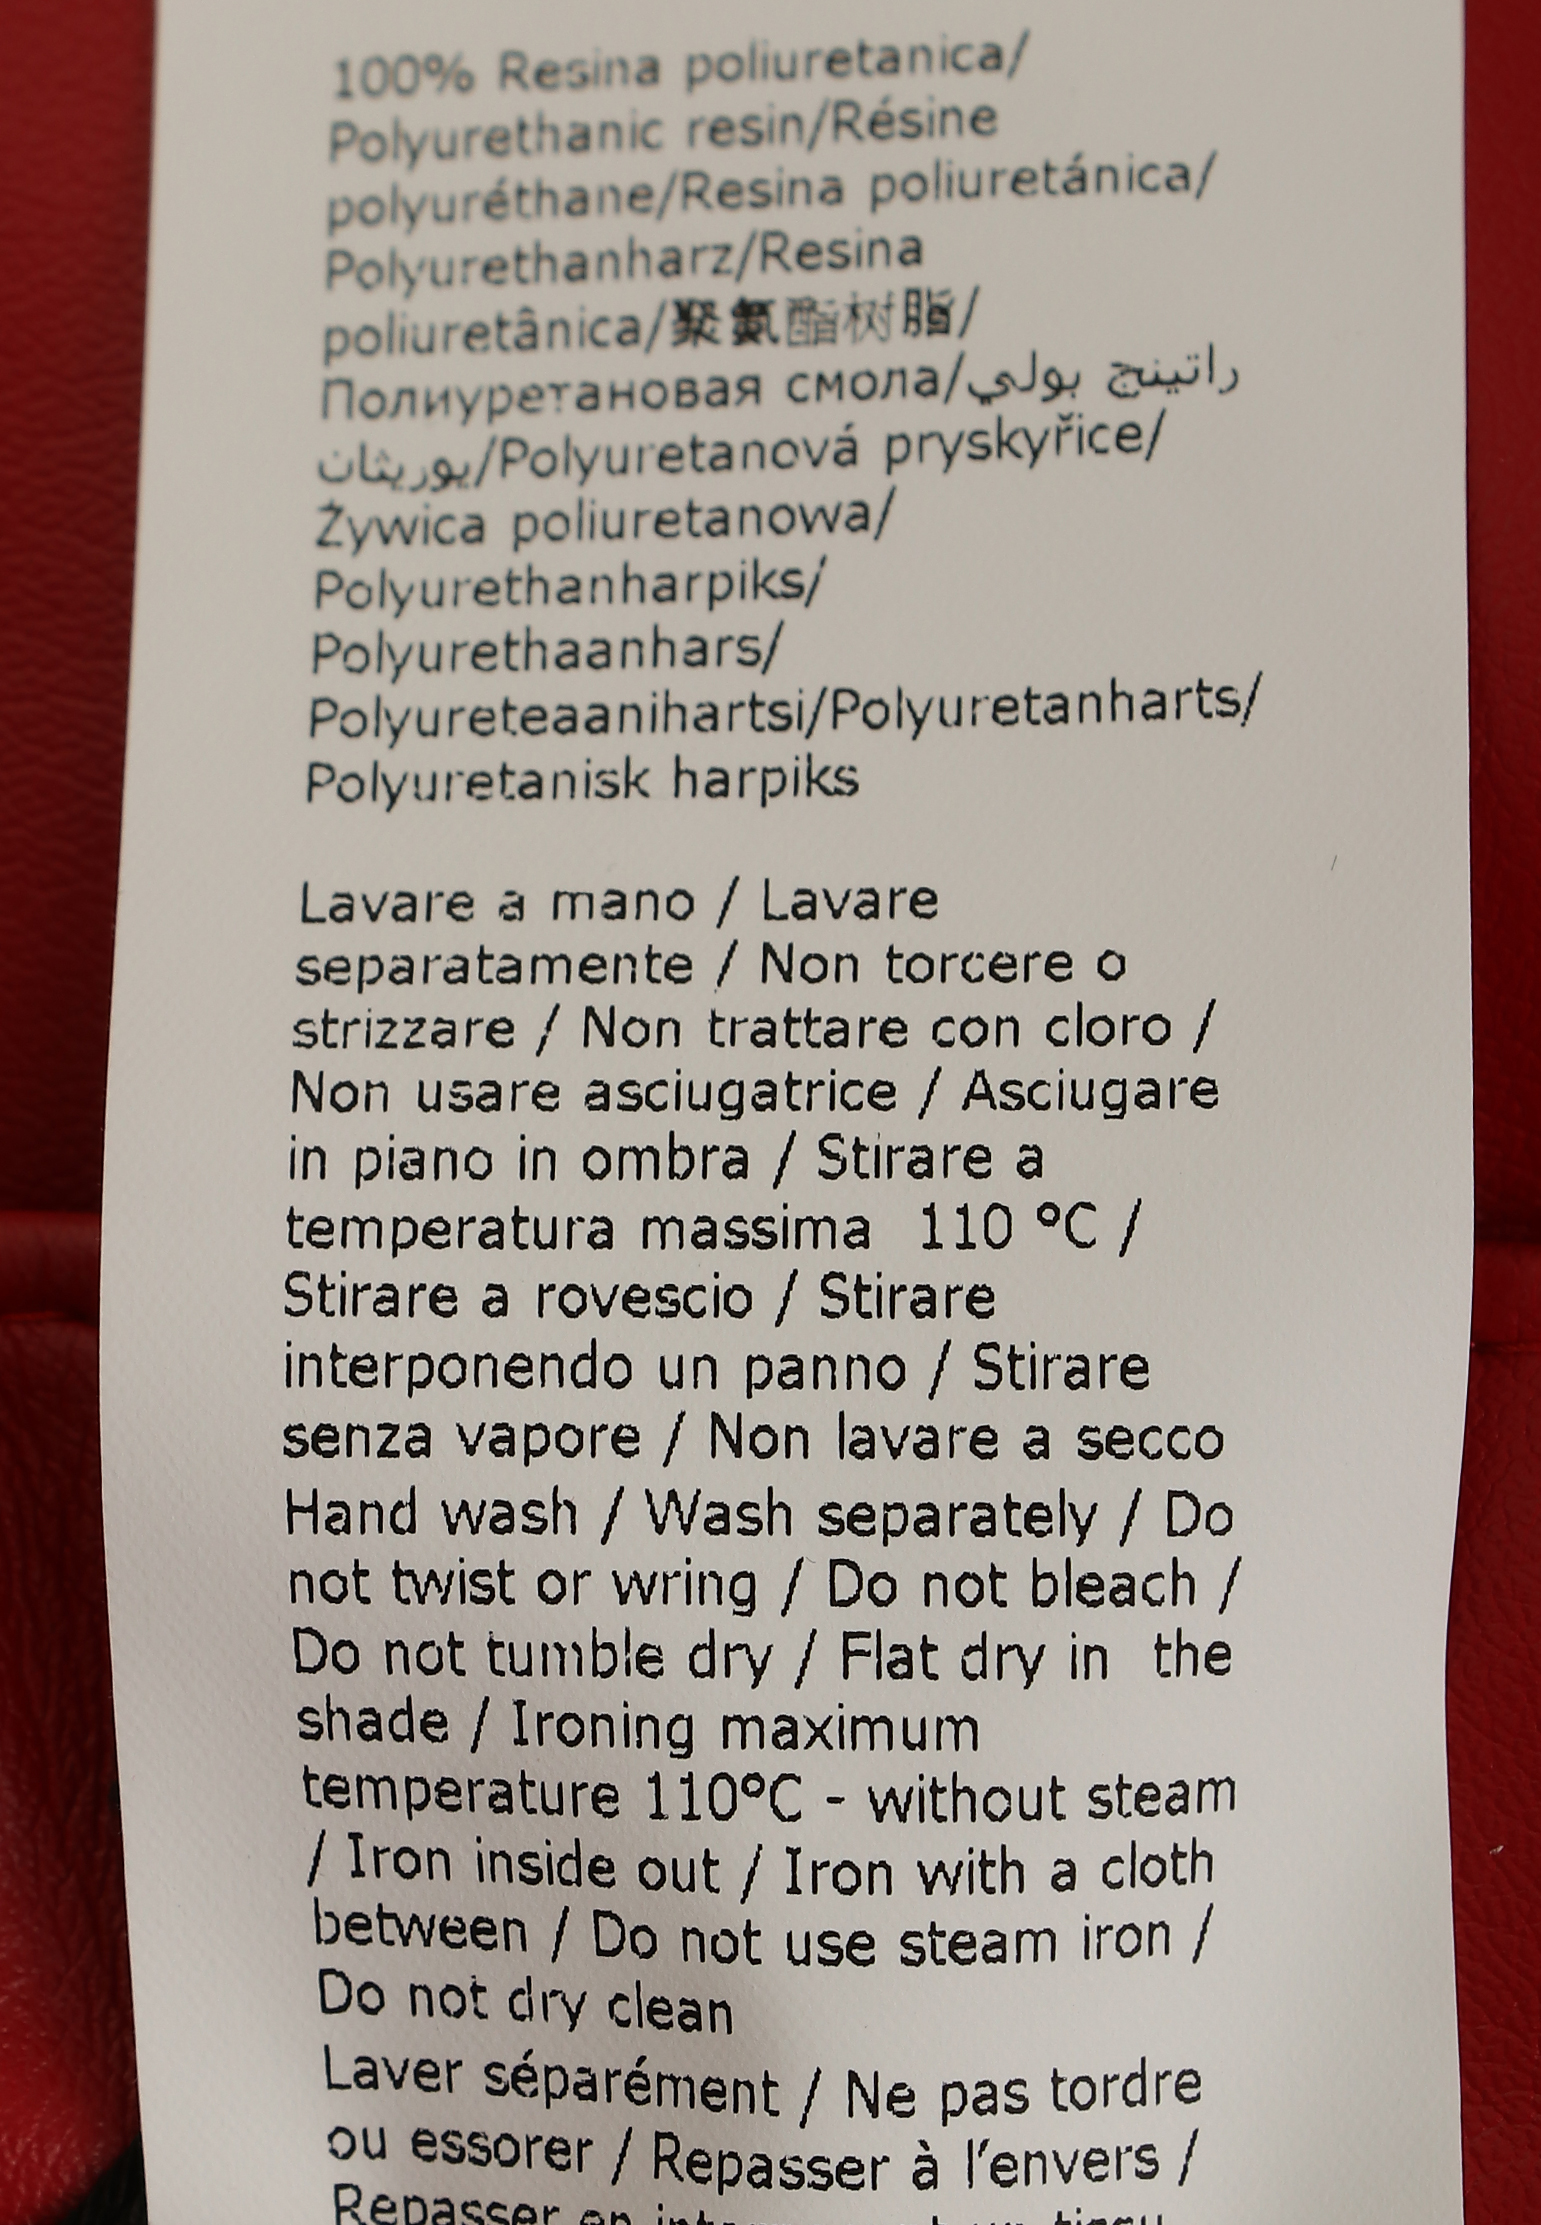 100% Resina poliuretanica/
Polyurethanic resin/Résine
polyuréthane/Resina poliuretánica/
Polyurethanharz/Resina
poliuretânica/聚氨酯树脂/
Полиуретановая смола/راتينج بولي
يوريثان/Polyuretanová pryskyřice/
Żywica poliuretanowa/
Polyurethanharpiks/
Polyurethaanhars/
Polyureteaanihartsi/Polyuretanharts/
Polyuretanisk harpiks
Lavare a mano / Lavare
separatamente / Non torcere o
strizzare / Non trattare con cloro /
Non usare asciugatrice / Asciugare
in piano in ombra / Stirare a
temperatura massima 110 °C /
Stirare a rovescio / Stirare
interponendo un panno / Stirare
senza vapore / Non lavare a secco
Hand wash / Wash separately / Do
not twist or wring / Do not bleach /
Do not tumble dry / Flat dry in the
shade / Ironing maximum
temperature 110°C - without steam
/ Iron inside out / Iron with a cloth
between / Do not use steam iron /
Do not dry clean
Laver séparément / Ne pas tordre
ou essorer / Repasser à l'envers /
Repasser en